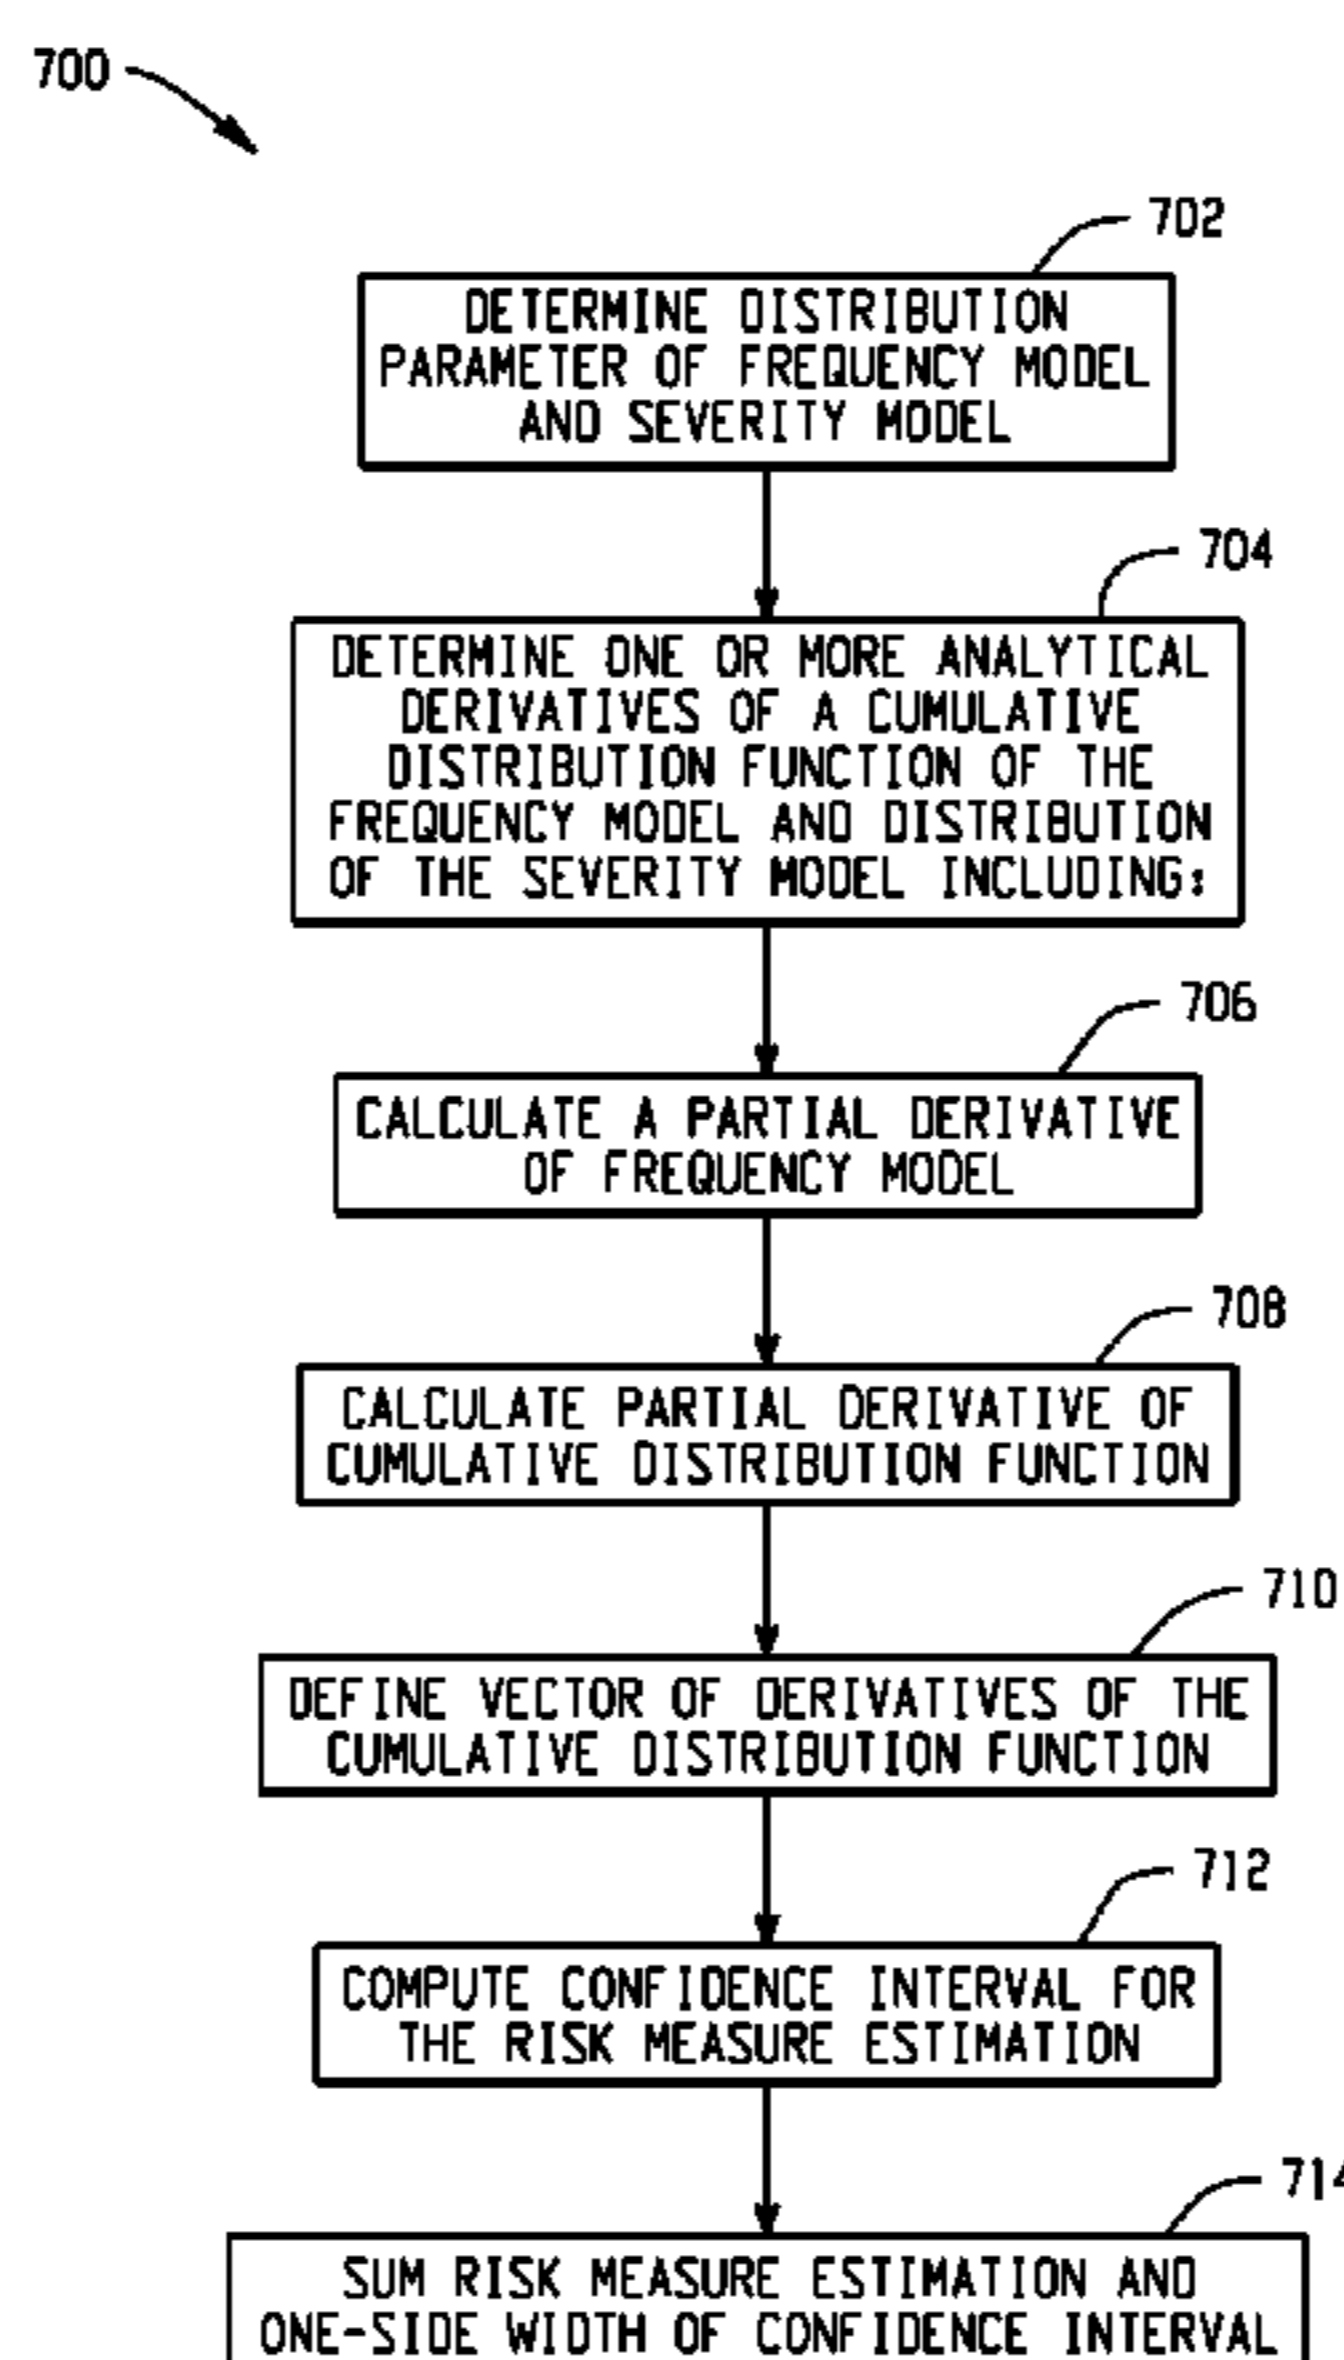 700
702
DETERMINE DISTRIBUTION
PARAMETER OF FREQUENCY MODEL
AND SEVERITY MODEL
704
DETERMINE ONE OR MORE ANALYTICAL
DERIVATIVES OF A CUMULATIVE
DISTRIBUTION FUNCTION OF THE
FREQUENCY MODEL AND DISTRIBUTION
OF THE SEVERITY MODEL INCLUDING:
706
CALCULATE A PARTIAL DERIVATIVE
OF FREQUENCY MODEL
708
CALCULATE PARTIAL DERIVATIVE OF
CUMULATIVE DISTRIBUTION FUNCTION
710
DEFINE VECTOR OF DERIVATIVES OF THE
CUMULATIVE DISTRIBUTION FUNCTION
712
COMPUTE CONFIDENCE INTERVAL FOR
THE RISK MEASURE ESTIMATION
714
SUM RISK MEASURE ESTIMATION AND
ONE-SIDE WIDTH OF CONFIDENCE INTERVAL